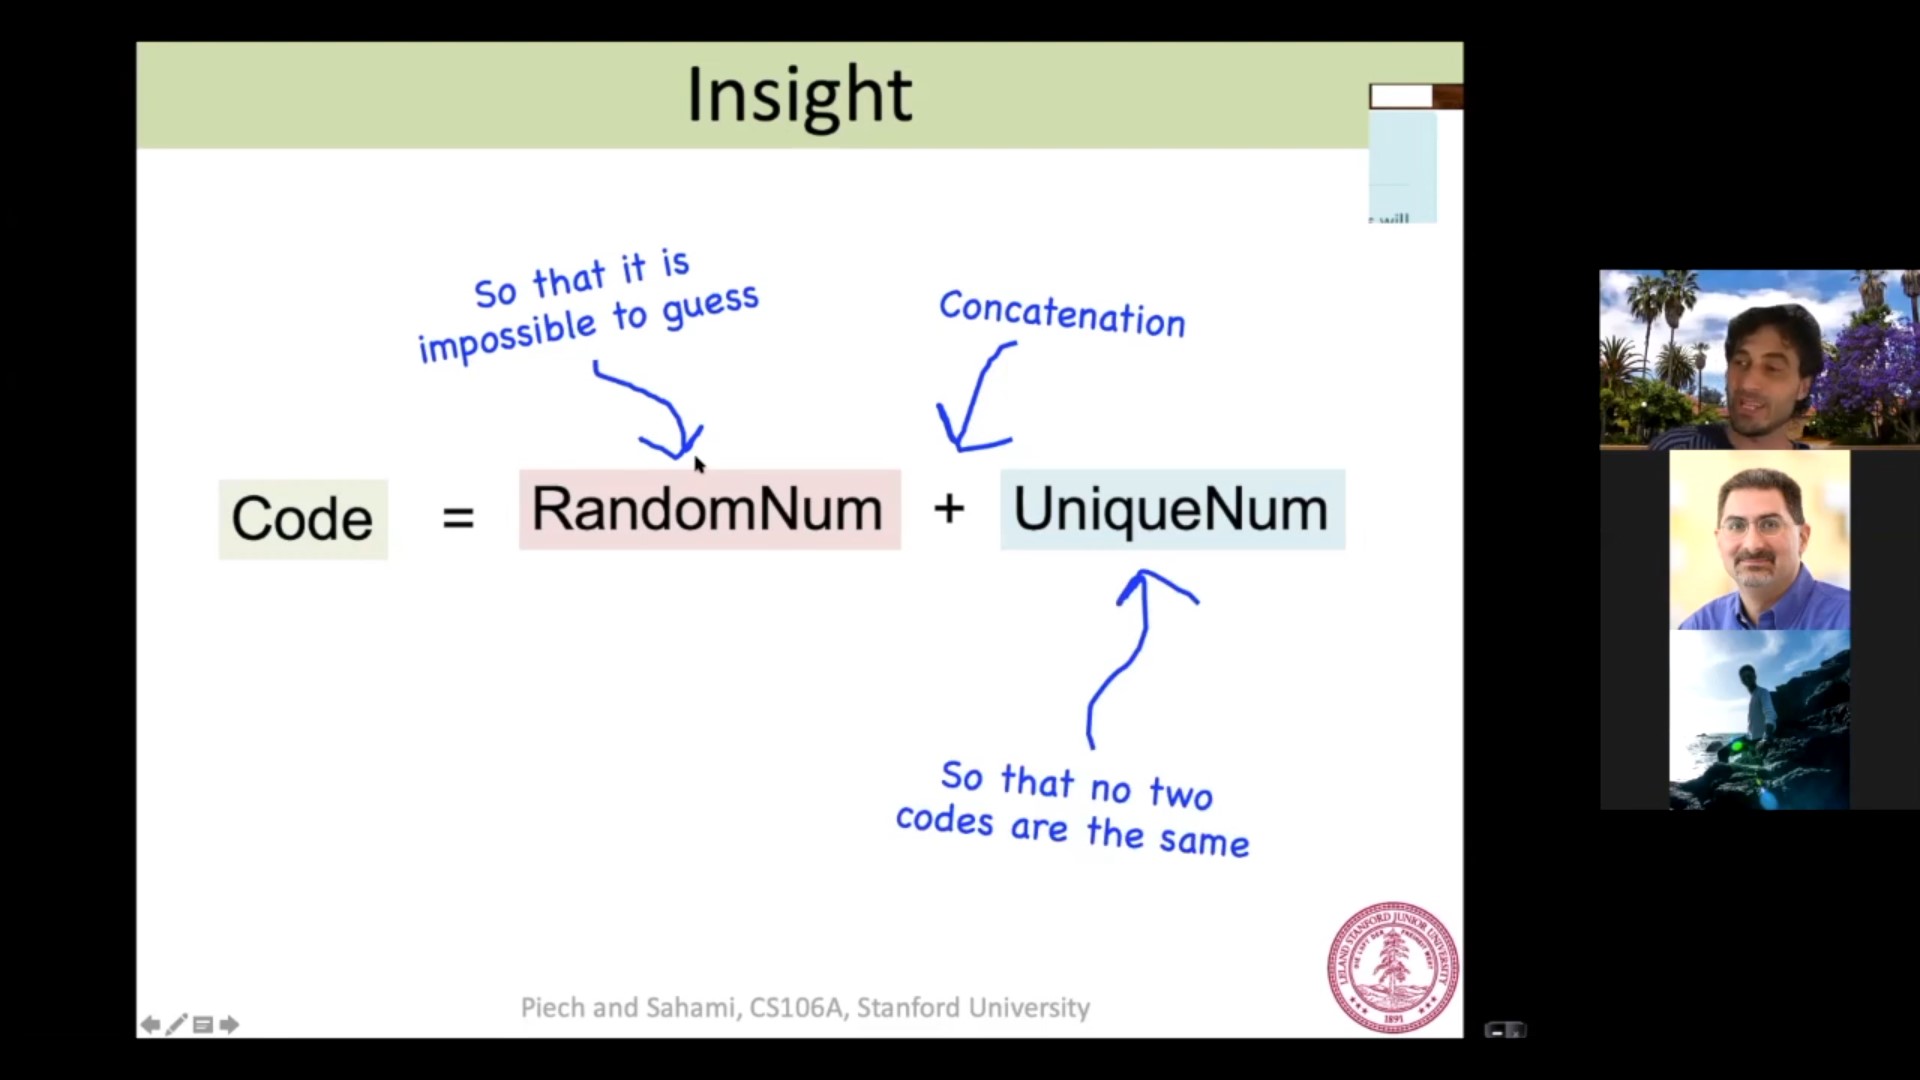 Insight
will
So that it is
impossible to guess
Concatenation
Code = RandomNum + UniqueNum
So that no two
codes are the same
LELAND STANFORD JUNIOR UNIVERSITY
1891
Piech and Sahami, CS106A, Stanford University